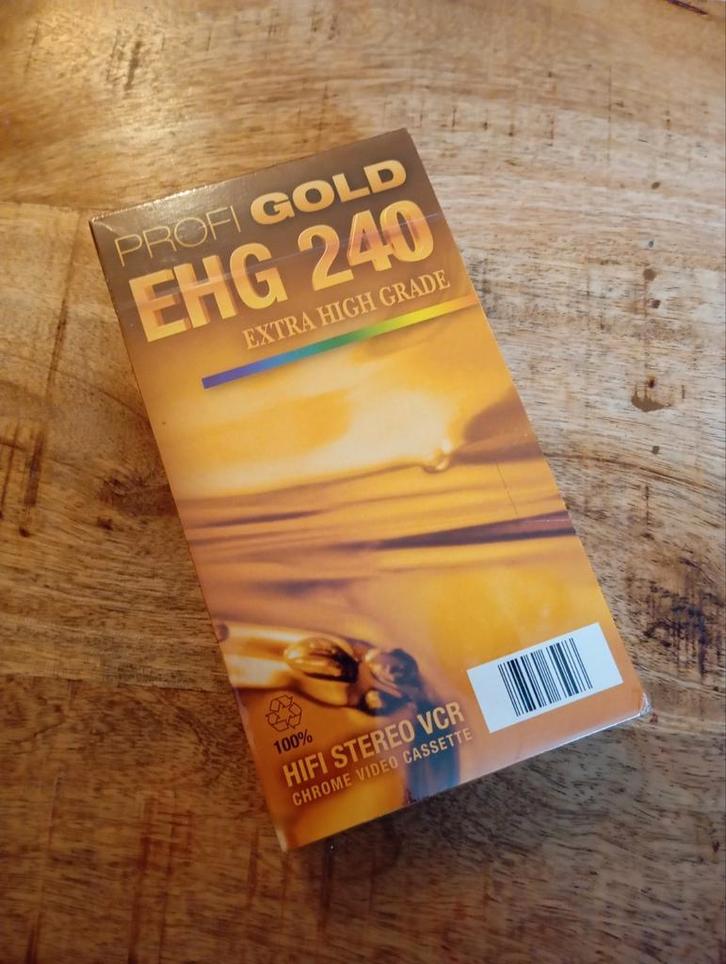 PROFI GOLD
EHG 240
EXTRA HIGH GRADE
100%
HIFI STEREO VCR
CHROME VIDEO CASSETTE